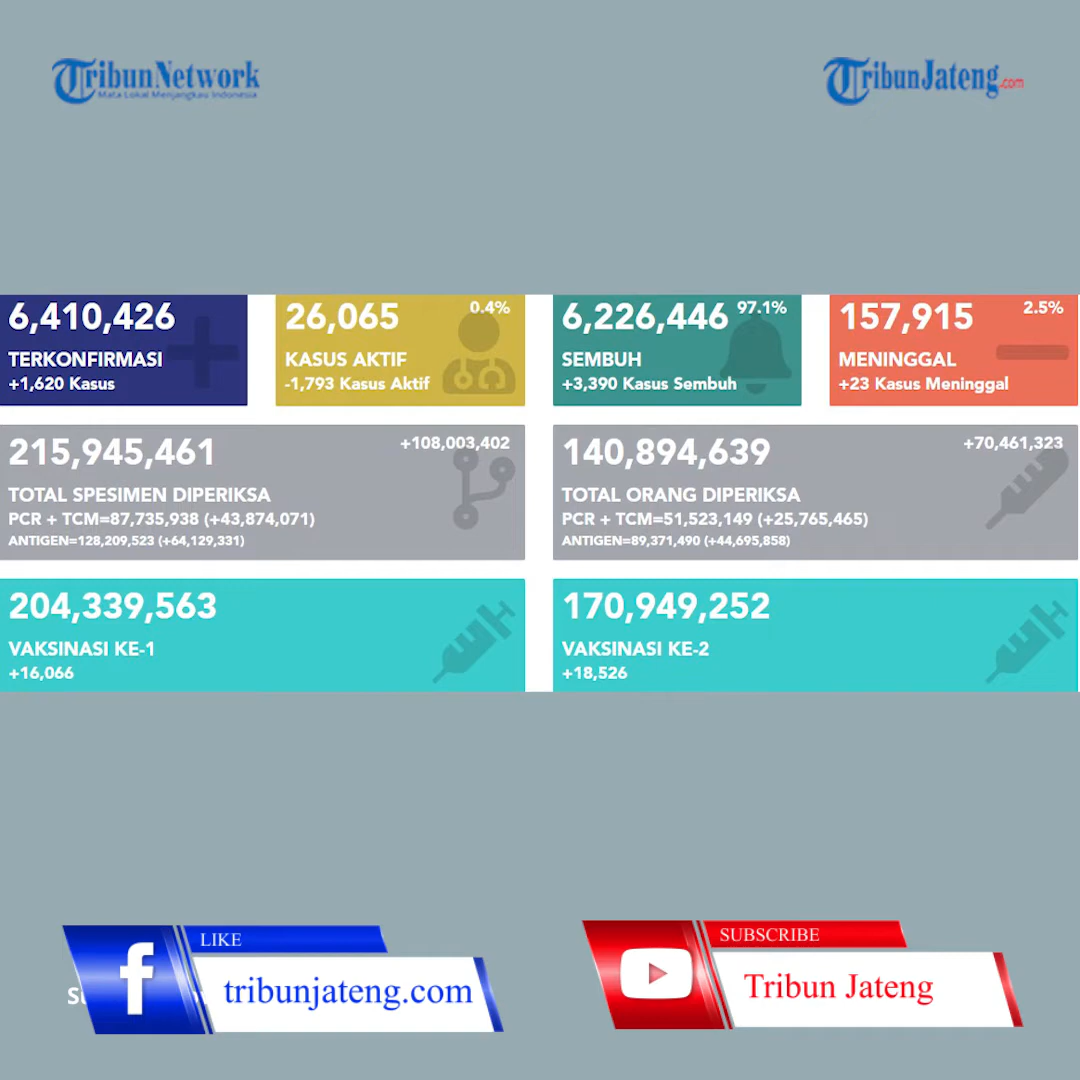 TribunNetwork
Mata Lokal Menjangkau Indonesia
TribunJateng.com
6,410,426
TERKONFIRMASI
+1,620 Kasus
26,065
0.4%
KASUS AKTIF
-1,793 Kasus Aktif
6,226,446
97.1%
SEMBUH
+3,390 Kasus Sembuh
157,915
2.5%
MENINGGAL
+23 Kasus Meninggal
215,945,461
+108,003,402
TOTAL SPESIMEN DIPERIKSA
PCR + TCM=87,735,938 (+43,874,071)
ANTIGEN=128,209,523 (+64,129,331)
140,894,639
+70,461,323
TOTAL ORANG DIPERIKSA
PCR + TCM=51,523,149 (+25,765,465)
ANTIGEN=89,371,490 (+44,695,858)
204,339,563
VAKSINASI KE-1
+16,066
170,949,252
VAKSINASI KE-2
+18,526
LIKE
tribunjateng.com
SUBSCRIBE
Tribun Jateng